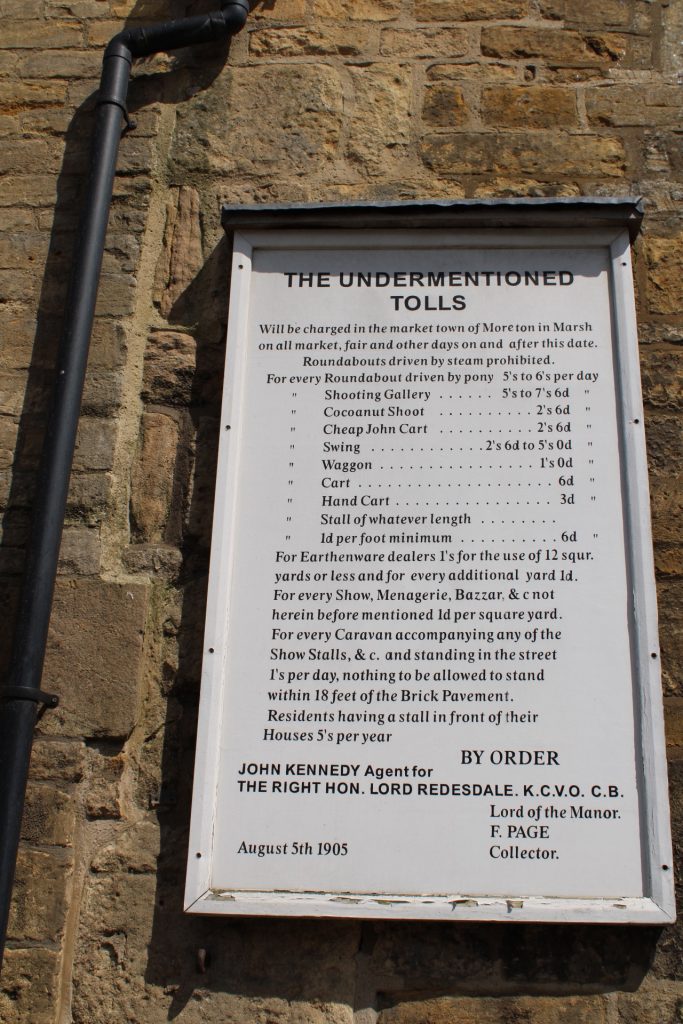 THE UNDERMENTIONED
TOLLS
Will be charged in the market town of Moreton in Marsh
on all market, fair and other days on and after this date.
Roundabouts driven by steam prohibited.
For every Roundabout driven by pony 5's to 6's per day
" Shooting Gallery . . . . . . 5's to 7's 6d "
" Cocoanut Shoot . . . . . . . . . . 2's 6d "
" Cheap John Cart . . . . . . . . . . 2's 6d "
" Swing . . . . . . . . . . . . 2's 6d to 5's 0d "
" Waggon . . . . . . . . . . . . . . . . 1's 0d "
" Cart . . . . . . . . . . . . . . . . . . . . 6d "
" Hand Cart . . . . . . . . . . . . . . . . 3d "
" Stall of whatever length . . . . . . . .
" 1d per foot minimum . . . . . . . . . . 6d "
For Earthenware dealers 1's for the use of 12 squr.
yards or less and for every additional yard 1d.
For every Show, Menagerie, Bazzar, & c not
herein before mentioned 1d per square yard.
For every Caravan accompanying any of the
Show Stalls, & c. and standing in the street
1's per day, nothing to be allowed to stand
within 18 feet of the Brick Pavement.
Residents having a stall in front of their
Houses 5's per year
BY ORDER
JOHN KENNEDY Agent for
THE RIGHT HON. LORD REDESDALE. K.C.V.O. C.B.
Lord of the Manor.
F. PAGE
August 5th 1905 Collector.